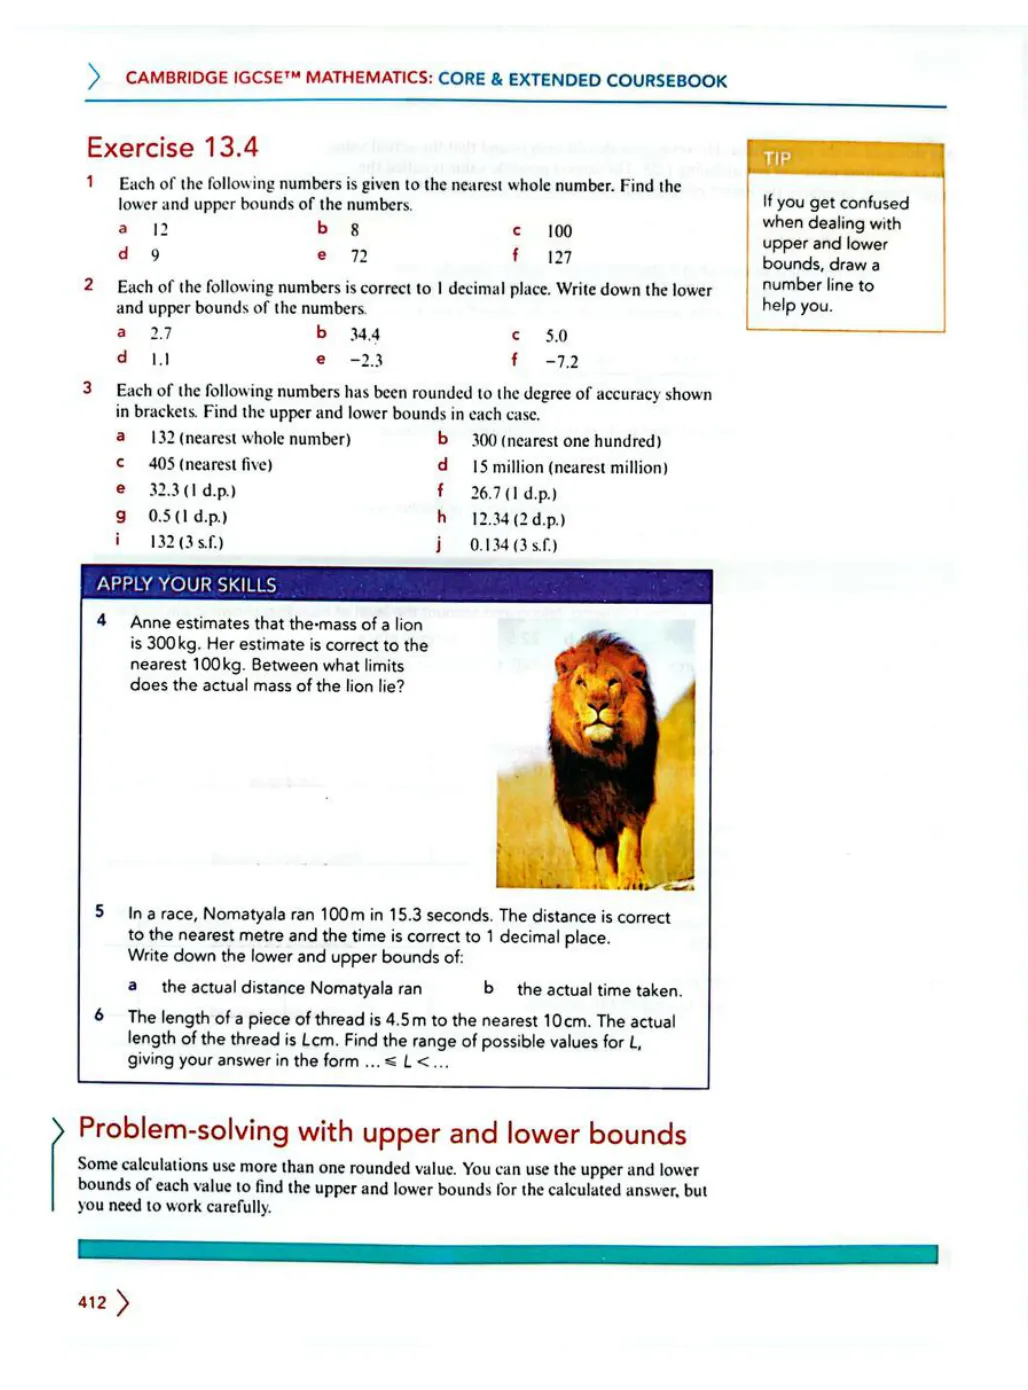 CAMBRIDGE IGCSE™ MATHEMATICS: CORE & EXTENDED COURSEBOOK
Exercise 13.4
1 Each of the following numbers is given to the nearest whole number. Find the
lower and upper bounds of the numbers.
a 12 b 8 c 100
d 9 e 72 f 127
2 Each of the following numbers is correct to 1 decimal place. Write down the lower
and upper bounds of the numbers.
a 2.7 b 34.4 c 5.0
d 1.1 e −2.3 f −7.2
3 Each of the following numbers has been rounded to the degree of accuracy shown
in brackets. Find the upper and lower bounds in each case.
a 132 (nearest whole number) b 300 (nearest one hundred)
c 405 (nearest five) d 15 million (nearest million)
e 32.3 (1 d.p.) f 26.7 (1 d.p.)
g 0.5 (1 d.p.) h 12.34 (2 d.p.)
i 132 (3 s.f.) j 0.134 (3 s.f.)
TIP
If you get confused
when dealing with
upper and lower
bounds, draw a
number line to
help you.
APPLY YOUR SKILLS
4 Anne estimates that the mass of a lion
is 300 kg. Her estimate is correct to the
nearest 100 kg. Between what limits
does the actual mass of the lion lie?
5 In a race, Nomatyala ran 100 m in 15.3 seconds. The distance is correct
to the nearest metre and the time is correct to 1 decimal place.
Write down the lower and upper bounds of:
a the actual distance Nomatyala ran b the actual time taken.
6 The length of a piece of thread is 4.5 m to the nearest 10 cm. The actual
length of the thread is L cm. Find the range of possible values for L,
giving your answer in the form ... ⩽ L < ...
Problem-solving with upper and lower bounds
Some calculations use more than one rounded value. You can use the upper and lower
bounds of each value to find the upper and lower bounds for the calculated answer, but
you need to work carefully.
412